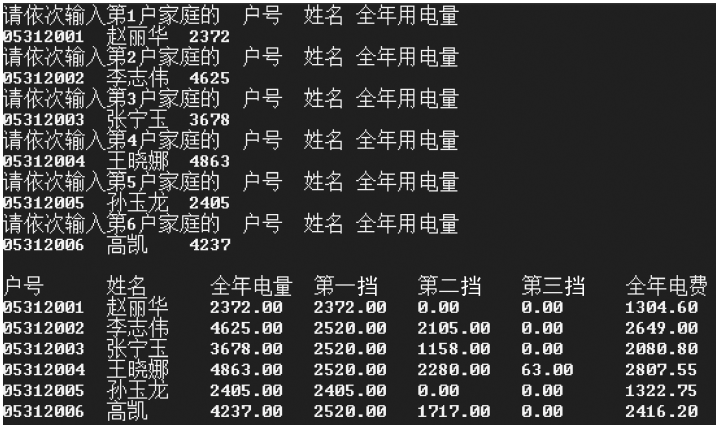 请依次输入第1户家庭的 户号 姓名 全年用电量
05312001 赵丽华 2372
请依次输入第2户家庭的 户号 姓名 全年用电量
05312002 李志伟 4625
请依次输入第3户家庭的 户号 姓名 全年用电量
05312003 张宁玉 3678
请依次输入第4户家庭的 户号 姓名 全年用电量
05312004 王晓娜 4863
请依次输入第5户家庭的 户号 姓名 全年用电量
05312005 孙玉龙 2405
请依次输入第6户家庭的 户号 姓名 全年用电量
05312006 高凯 4237
户号 姓名 全年电量 第一挡 第二挡 第三挡 全年电费
05312001 赵丽华 2372.00 2372.00 0.00 0.00 1304.60
05312002 李志伟 4625.00 2520.00 2105.00 0.00 2649.00
05312003 张宁玉 3678.00 2520.00 1158.00 0.00 2080.80
05312004 王晓娜 4863.00 2520.00 2280.00 63.00 2807.55
05312005 孙玉龙 2405.00 2405.00 0.00 0.00 1322.75
05312006 高凯 4237.00 2520.00 1717.00 0.00 2416.20